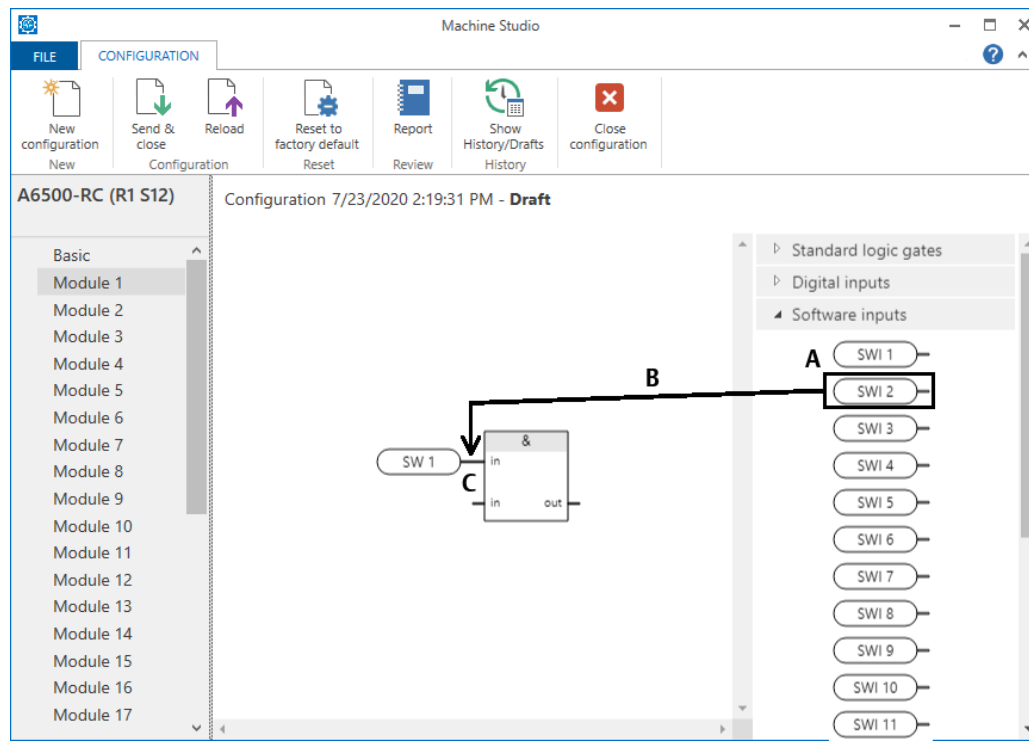 Machine Studio
FILE CONFIGURATION
New configuration
Send & close
Reload
Reset to factory default
Report
Show History/Drafts
Close configuration
New Configuration Reset Review History
A6500-RC (R1 S12)
Configuration 7/23/2020 2:19:31 PM - Draft
Basic
Module 1
Module 2
Module 3
Module 4
Module 5
Module 6
Module 7
Module 8
Module 9
Module 10
Module 11
Module 12
Module 13
Module 14
Module 15
Module 16
Module 17
B
&
SW 1
in
C
in out
Standard logic gates
Digital inputs
Software inputs
A
SWI 1
SWI 2
SWI 3
SWI 4
SWI 5
SWI 6
SWI 7
SWI 8
SWI 9
SWI 10
SWI 11